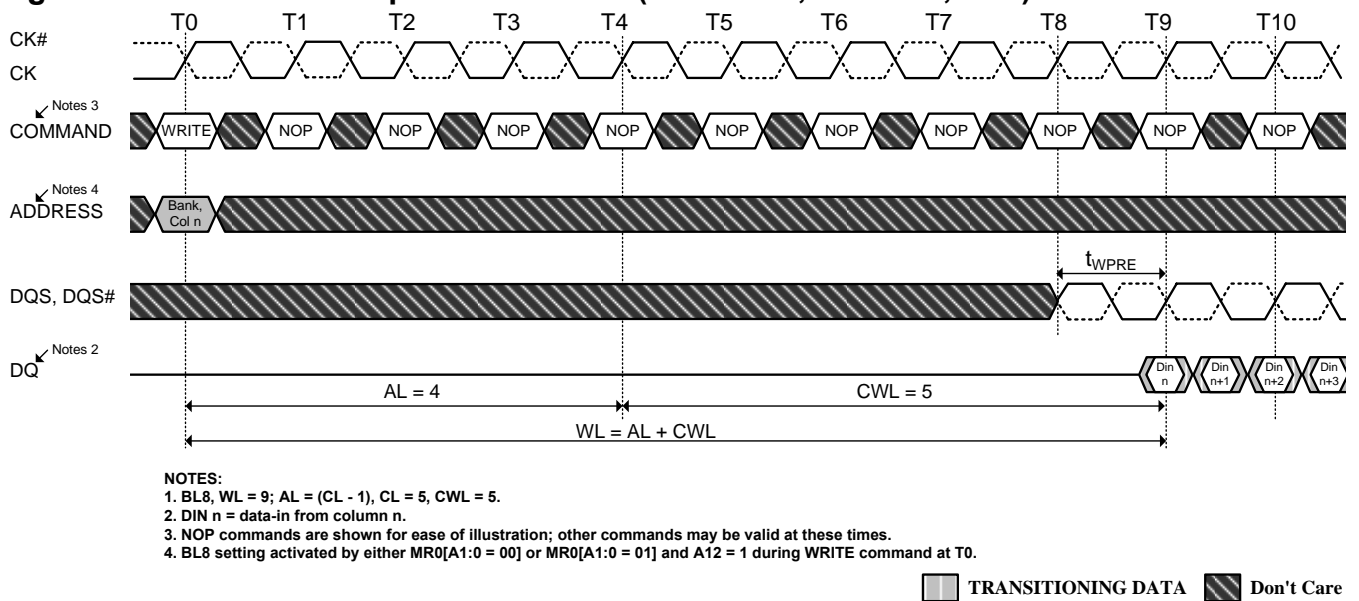 T0 T1 T2 T3 T4 T5 T6 T7 T8 T9 T10
CK#
CK
Notes 3
COMMAND WRITE NOP NOP NOP NOP NOP NOP NOP NOP NOP NOP
Notes 4
ADDRESS
Bank,
Col n
tWPRE
DQS, DQS#
Notes 2
DQ
Din n
Din n+1
Din n+2
Din n+3
AL = 4 CWL = 5
WL = AL + CWL
NOTES:
1. BL8, WL = 9; AL = (CL - 1), CL = 5, CWL = 5.
2. DIN n = data-in from column n.
3. NOP commands are shown for ease of illustration; other commands may be valid at these times.
4. BL8 setting activated by either MR0[A1:0 = 00] or MR0[A1:0 = 01] and A12 = 1 during WRITE command at T0.
TRANSITIONING DATA Don't Care